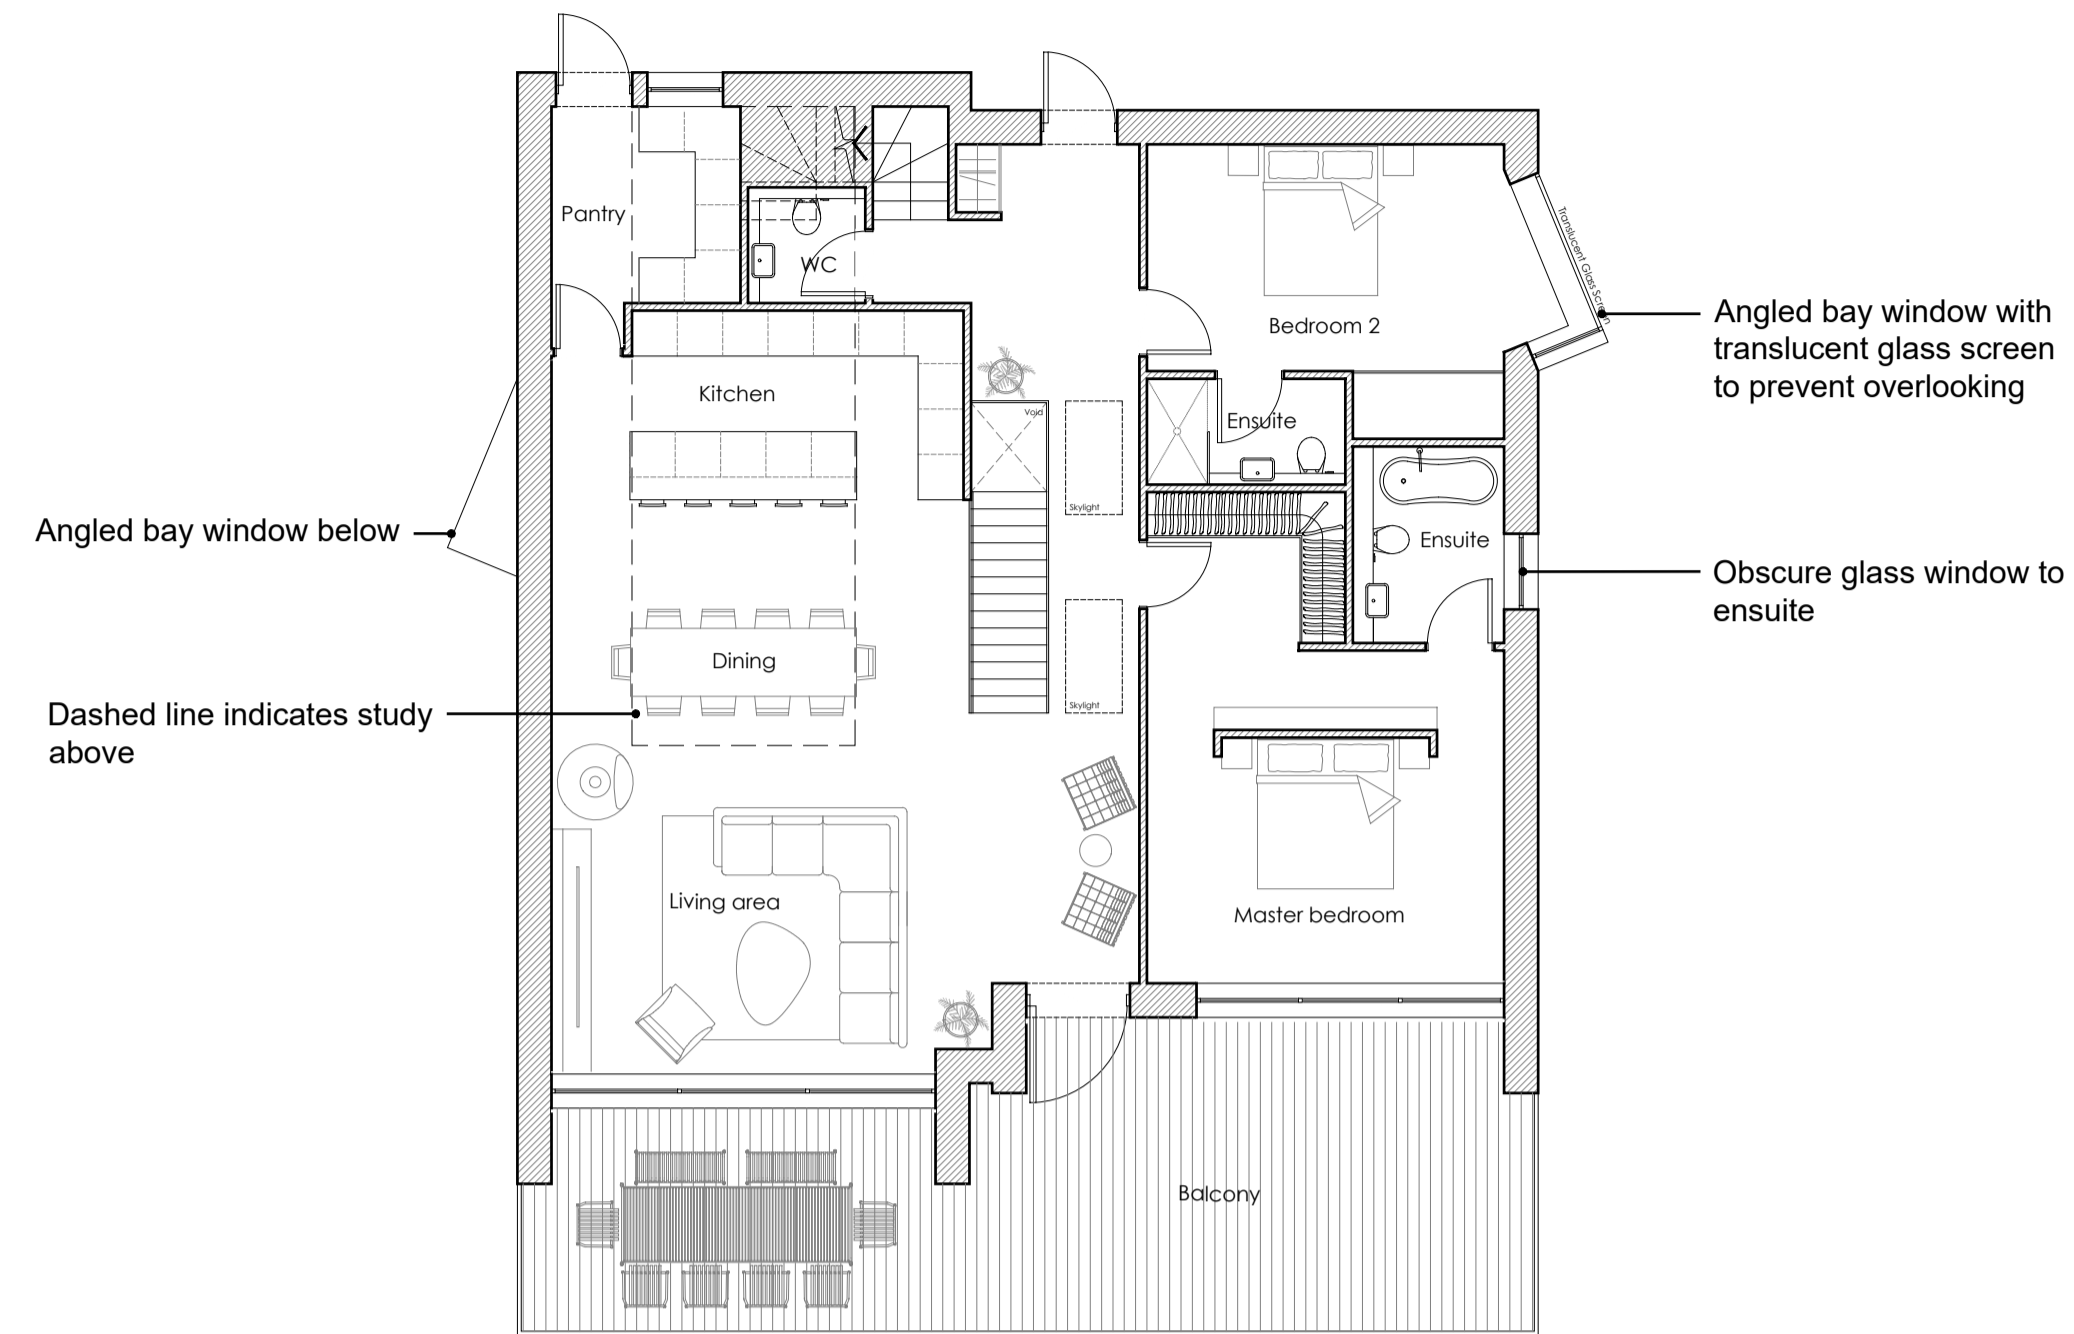 Pantry
WC
Bedroom 2
Translucent Glass Screen
Angled bay window with
translucent glass screen
to prevent overlooking
Kitchen
Void
Ensuite
Skylight
Angled bay window below
Ensuite
Obscure glass window to
ensuite
Dining
Skylight
Dashed line indicates study
above
Living area
Master bedroom
Balcony